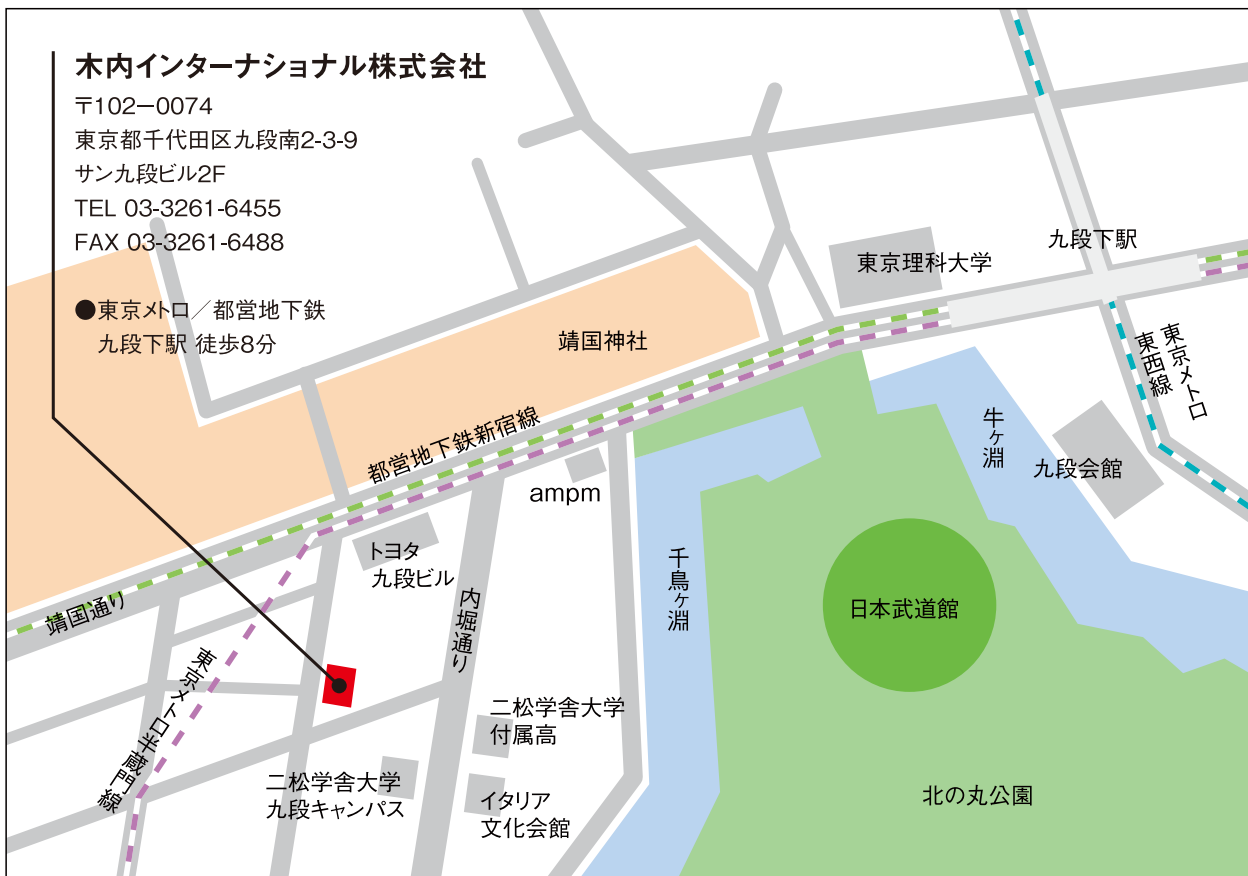 木内インターナショナル株式会社
〒102−0074
東京都千代田区九段南2-3-9
サン九段ビル2F
TEL 03-3261-6455
FAX 03-3261-6488
●東京メトロ／都営地下鉄
九段下駅 徒歩8分
九段下駅
東京理科大学
靖国神社
東京メトロ
東西線
都営地下鉄新宿線
牛ヶ淵
九段会館
ampm
トヨタ
九段ビル
千鳥ヶ淵
日本武道館
内堀通り
靖国通り
東京メトロ半蔵門線
二松学舎大学
付属高
二松学舎大学
九段キャンパス
イタリア
文化会館
北の丸公園